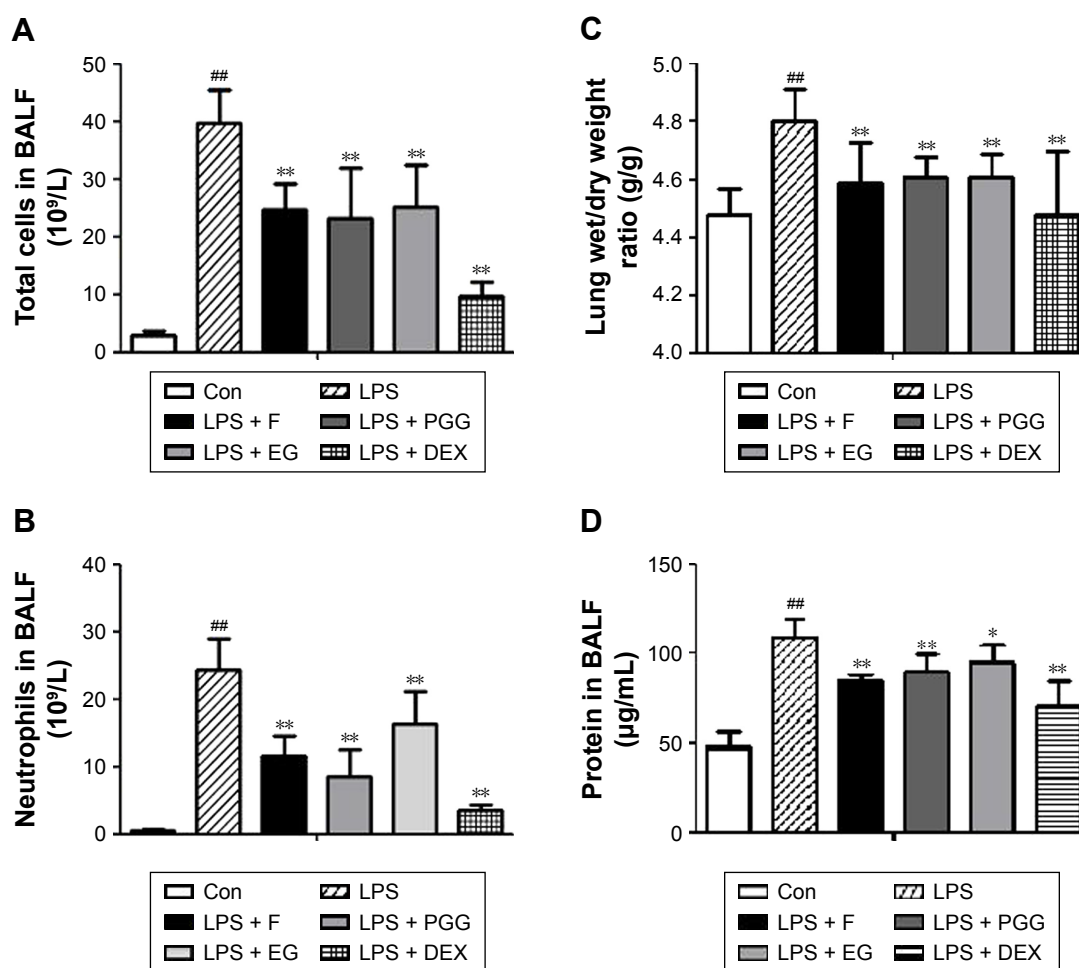 A
Total cells in BALF
(10⁹/L)
50
40
30
20
10
0
##
**
**
**
**
Con
LPS
LPS + F
LPS + PGG
LPS + EG
LPS + DEX
C
Lung wet/dry weight
ratio (g/g)
5.0
4.8
4.6
4.4
4.2
4.0
##
**
**
**
**
Con
LPS
LPS + F
LPS + PGG
LPS + EG
LPS + DEX
B
Neutrophils in BALF
(10⁹/L)
40
30
20
10
0
##
**
**
**
**
Con
LPS
LPS + F
LPS + PGG
LPS + EG
LPS + DEX
D
Protein in BALF
(µg/mL)
150
100
50
0
##
**
**
*
**
Con
LPS
LPS + F
LPS + PGG
LPS + EG
LPS + DEX